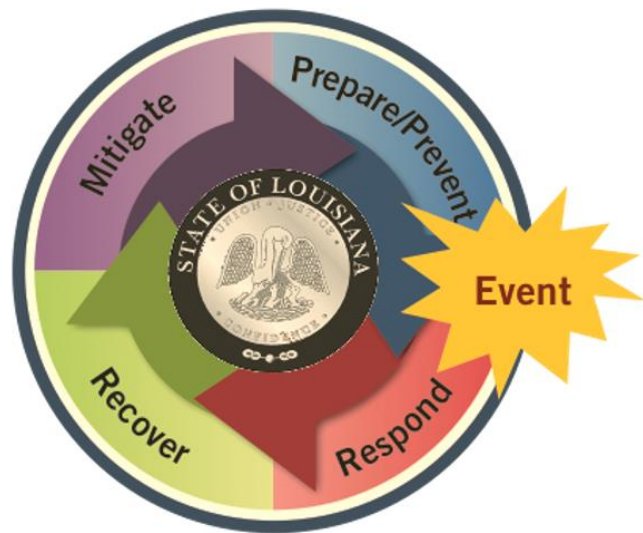 Mitigate
Prepare/Prevent
Event
Respond
Recover
STATE OF LOUISIANA
UNION JUSTICE
CONFIDENCE